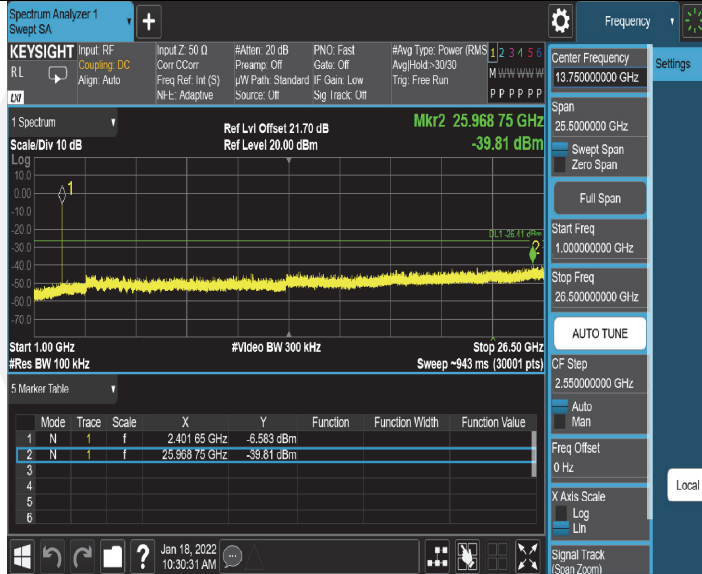 Spectrum Analyzer 1
Swept SA
+
Frequency
KEYSIGHT
RL
LXI
Input: RF
Coupling: DC
Align: Auto
Input Z: 50 Ω
Corr CCorr
Freq Ref: Int (S)
NFE: Adaptive
#Atten: 20 dB
Preamp: Off
µW Path: Standard
Source: Off
PNO: Fast
Gate: Off
IF Gain: Low
Sig Track: Off
#Avg Type: Power (RMS
Avg|Hold:>30/30
Trig: Free Run
1 2 3 4 5 6
M W W W W W
P P P P P P
1 Spectrum
Scale/Div 10 dB
Ref Lvl Offset 21.70 dB
Ref Level 20.00 dBm
Mkr2 25.968 75 GHz
-39.81 dBm
Log
10.0
0.00
-10.0
-20.0
-30.0
-40.0
-50.0
-60.0
-70.0
1
DL1 -26.41 dBm
2
Start 1.00 GHz
#Res BW 100 kHz
#Video BW 300 kHz
Stop 26.50 GHz
Sweep ~943 ms (30001 pts)
5 Marker Table
Mode Trace Scale X Y Function Function Width Function Value
1 N 1 f 2.401 65 GHz -6.583 dBm
2 N 1 f 25.968 75 GHz -39.81 dBm
3
4
5
6
?
Jan 18, 2022
10:30:31 AM
Center Frequency
13.750000000 GHz
Span
25.5000000 GHz
Swept Span
Zero Span
Full Span
Start Freq
1.000000000 GHz
Stop Freq
26.500000000 GHz
AUTO TUNE
CF Step
2.550000000 GHz
Auto
Man
Freq Offset
0 Hz
X Axis Scale
Log
Lin
Signal Track
(Span Zoom)
Settings
Local